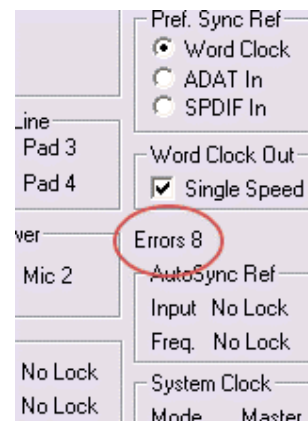 Pref. Sync Ref
Word Clock
ADAT In
SPDIF In
Line
Pad 3
Pad 4
Word Clock Out
Single Speed
Errors 8
Mic 2
AutoSync Ref
Input No Lock
Freq. No Lock
No Lock
No Lock
System Clock
Mode Master